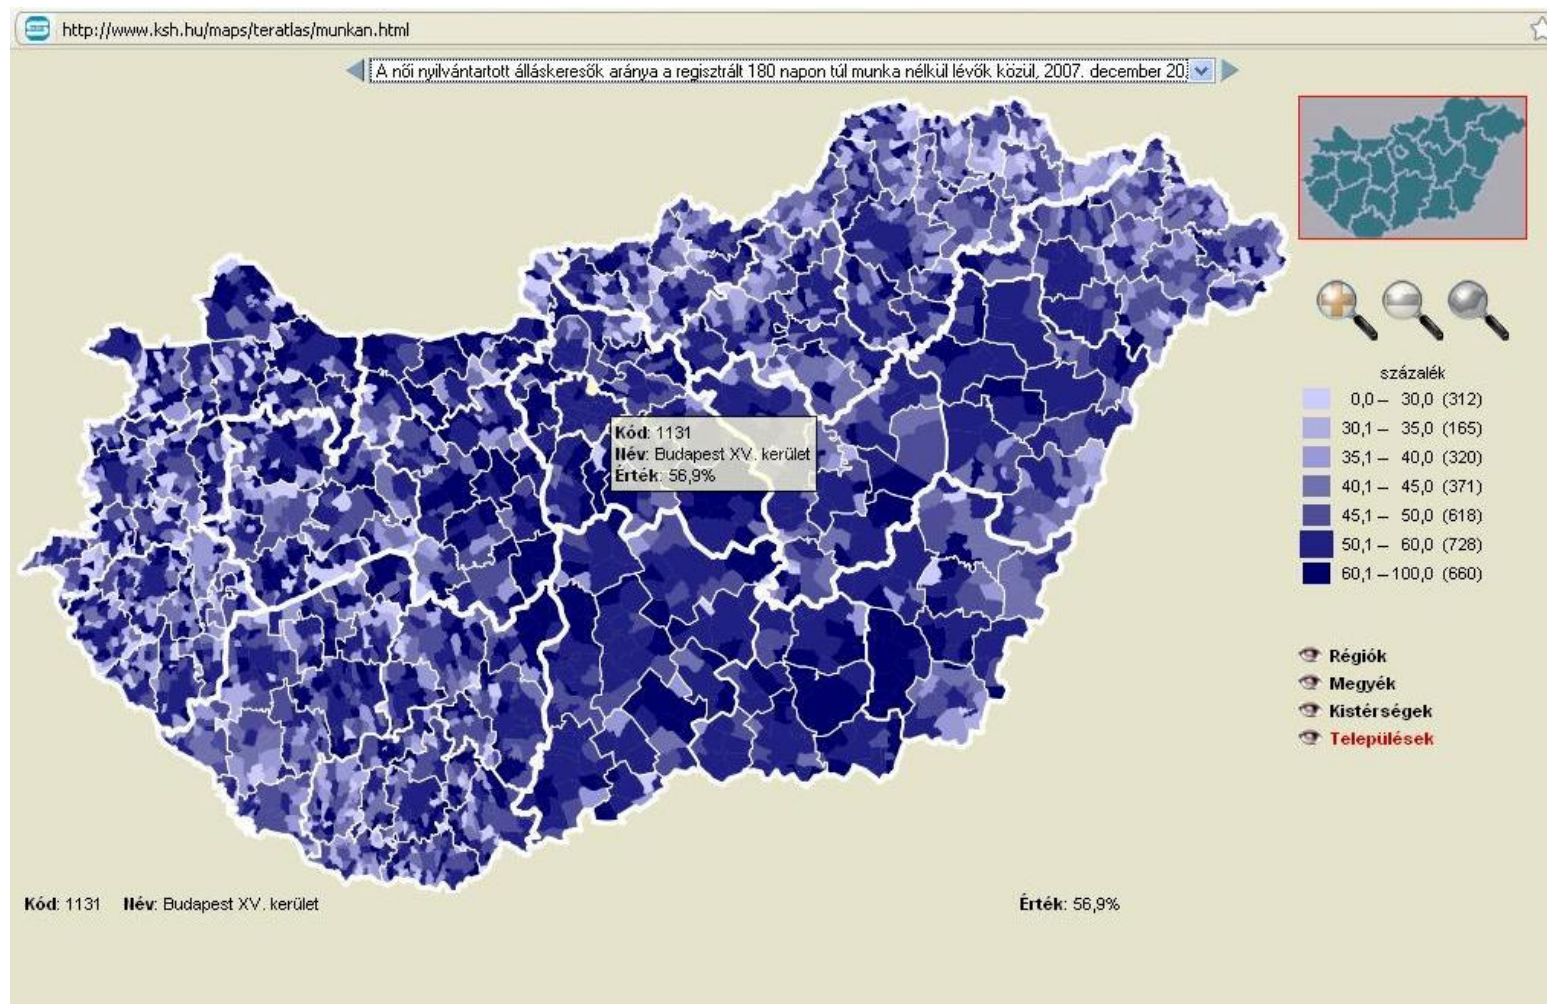 http://www.ksh.hu/maps/teratlas/munkan.html
A női nyilvántartott álláskeresők aránya a regisztrált 180 napon túl munka nélkül lévők közül, 2007. december 20.
Kód: 1131
Név: Budapest XV. kerület
Érték: 56,9%
százalék
0,0 – 30,0 (312)
30,1 – 35,0 (165)
35,1 – 40,0 (320)
40,1 – 45,0 (371)
45,1 – 50,0 (618)
50,1 – 60,0 (728)
60,1 – 100,0 (660)
Régiók
Megyék
Kistérségek
Települések
Kód: 1131 Név: Budapest XV. kerület Érték: 56,9%